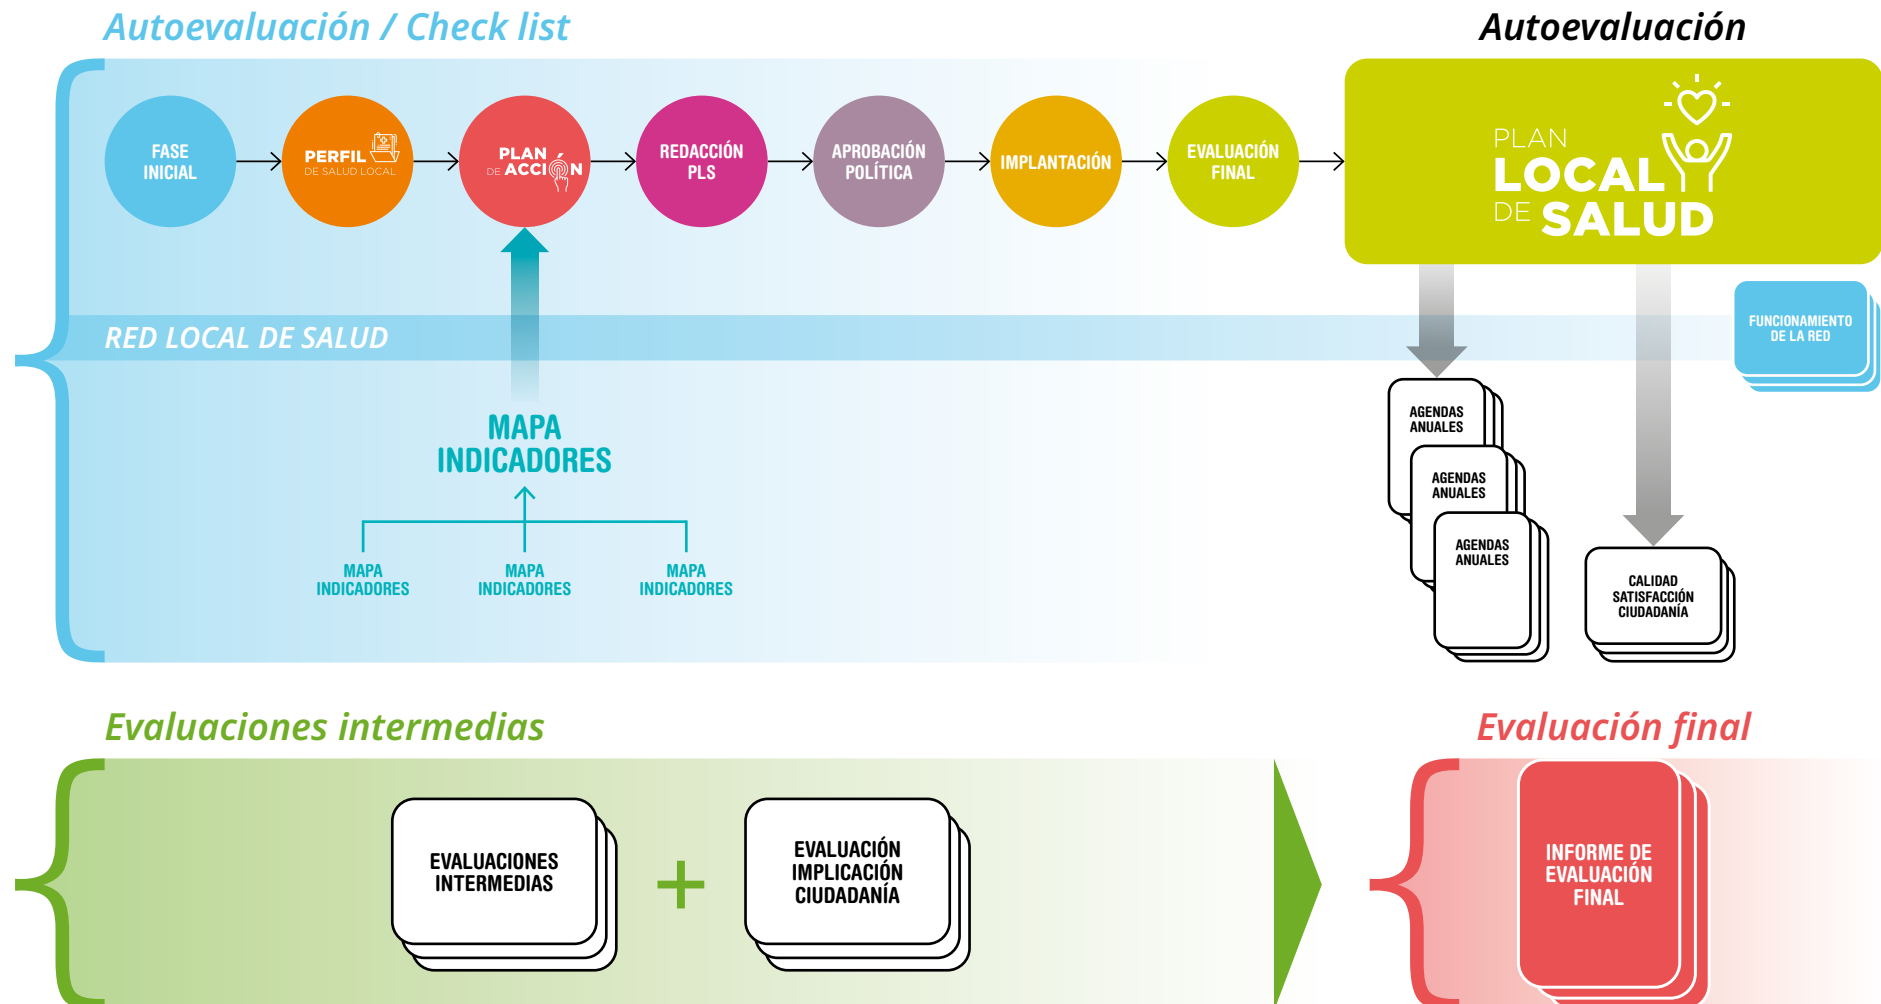 Autoevaluación / Check list
Autoevaluación
FASE
INICIAL
PERFIL
DE SALUD LOCAL
PLAN
DE ACCIÓN
REDACCIÓN
PLS
APROBACIÓN
POLÍTICA
IMPLANTACIÓN
EVALUACIÓN
FINAL
PLAN
LOCAL
DE SALUD
RED LOCAL DE SALUD
FUNCIONAMIENTO
DE LA RED
MAPA
INDICADORES
MAPA
INDICADORES
MAPA
INDICADORES
MAPA
INDICADORES
AGENDAS
ANUALES
AGENDAS
ANUALES
AGENDAS
ANUALES
CALIDAD
SATISFACCIÓN
CIUDADANÍA
Evaluaciones intermedias
Evaluación final
EVALUACIONES
INTERMEDIAS
+
EVALUACIÓN
IMPLICACIÓN
CIUDADANÍA
INFORME DE
EVALUACIÓN
FINAL